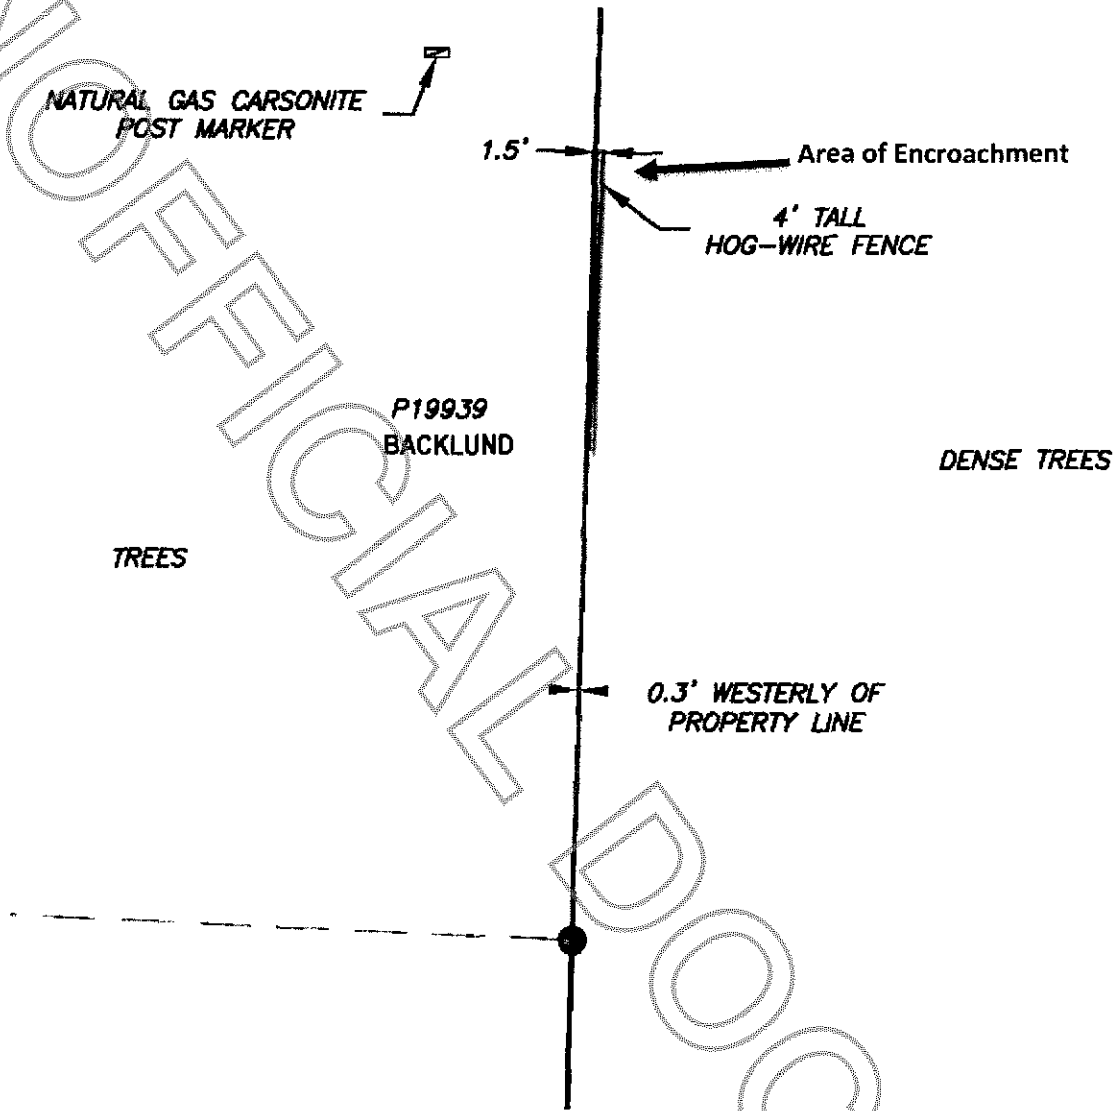 NATURAL GAS CARSONITE
POST MARKER
1.5'
Area of Encroachment
4' TALL
HOG-WIRE FENCE
P19939
BACKLUND
DENSE TREES
TREES
0.3' WESTERLY OF
PROPERTY LINE
NOFFICIAL DOC